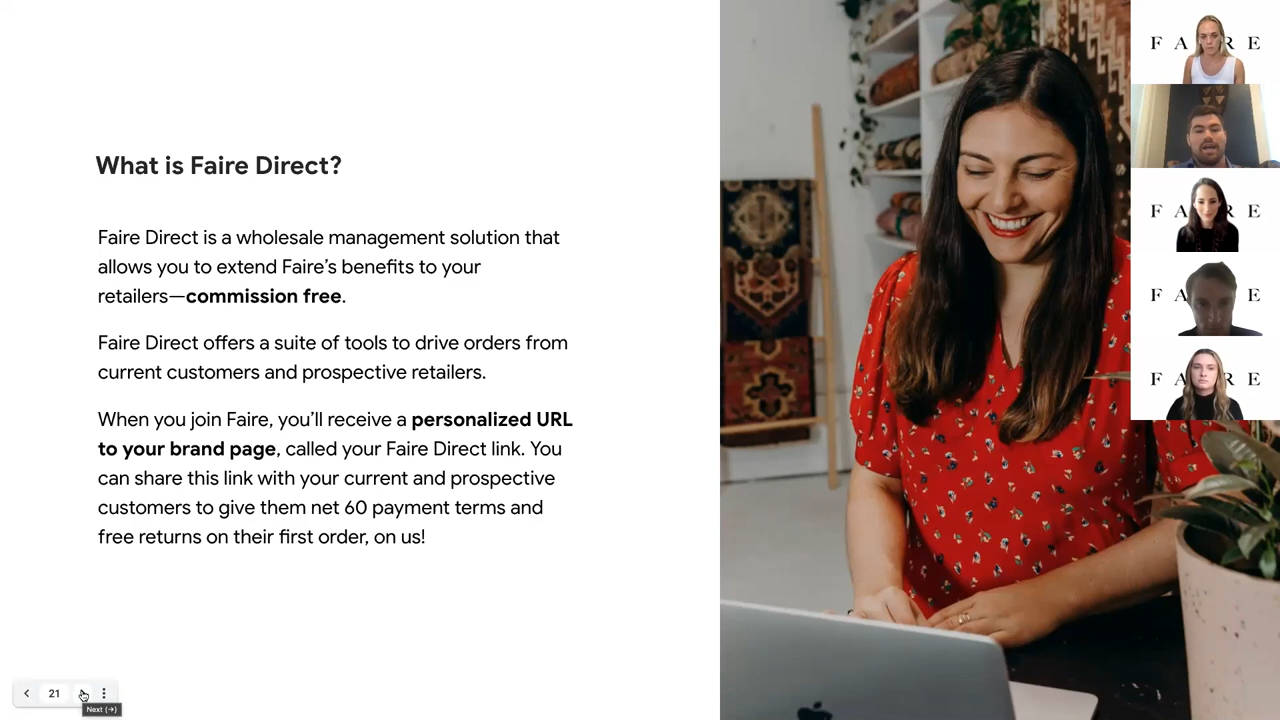 What is Faire Direct?
Faire Direct is a wholesale management solution that
allows you to extend Faire’s benefits to your
retailers—commission free.
Faire Direct offers a suite of tools to drive orders from
current customers and prospective retailers.
When you join Faire, you’ll receive a personalized URL
to your brand page, called your Faire Direct link. You
can share this link with your current and prospective
customers to give them net 60 payment terms and
free returns on their first order, on us!
21
Next (→)
FAIRE
FAIRE
FAIRE
FAIRE